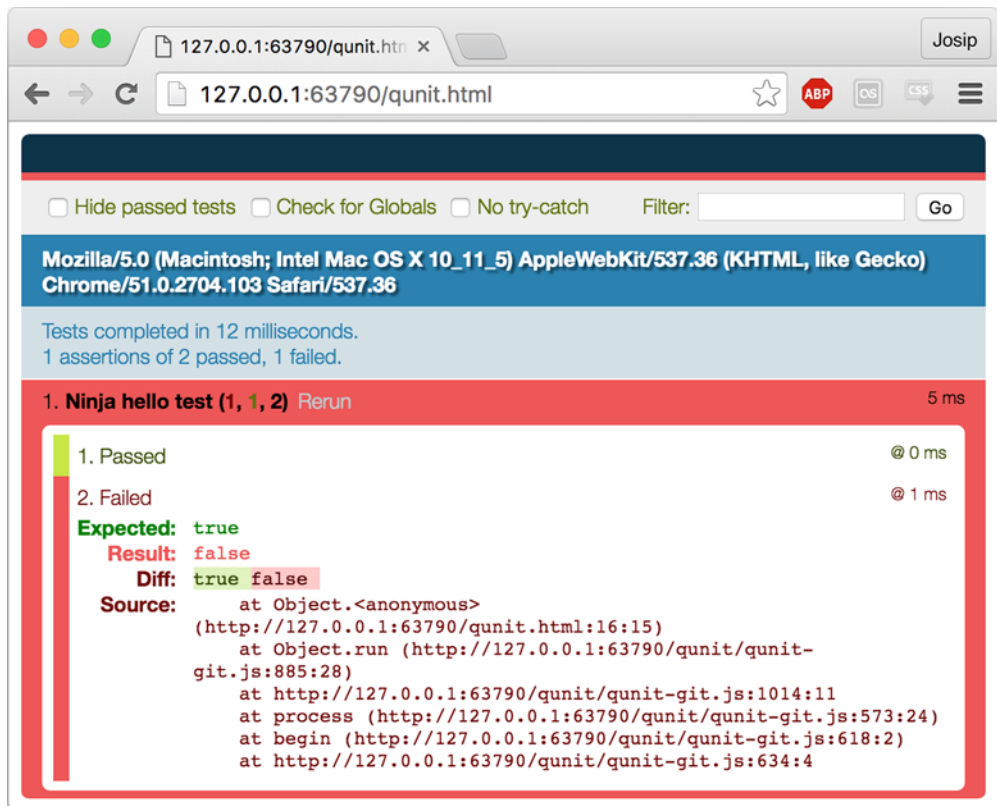 127.0.0.1:63790/qunit.htm ×
Josip
127.0.0.1:63790/qunit.html
ABP
OS
CSS
Hide passed tests Check for Globals No try-catch Filter: Go
Mozilla/5.0 (Macintosh; Intel Mac OS X 10_11_5) AppleWebKit/537.36 (KHTML, like Gecko)
Chrome/51.0.2704.103 Safari/537.36
Tests completed in 12 milliseconds.
1 assertions of 2 passed, 1 failed.
1. Ninja hello test (1, 1, 2) Rerun 5 ms
1. Passed @ 0 ms
2. Failed @ 1 ms
Expected: true
Result: false
Diff: true false
Source: at Object.<anonymous>
(http://127.0.0.1:63790/qunit.html:16:15)
at Object.run (http://127.0.0.1:63790/qunit/qunit-
git.js:885:28)
at http://127.0.0.1:63790/qunit/qunit-git.js:1014:11
at process (http://127.0.0.1:63790/qunit/qunit-git.js:573:24)
at begin (http://127.0.0.1:63790/qunit/qunit-git.js:618:2)
at http://127.0.0.1:63790/qunit/qunit-git.js:634:4